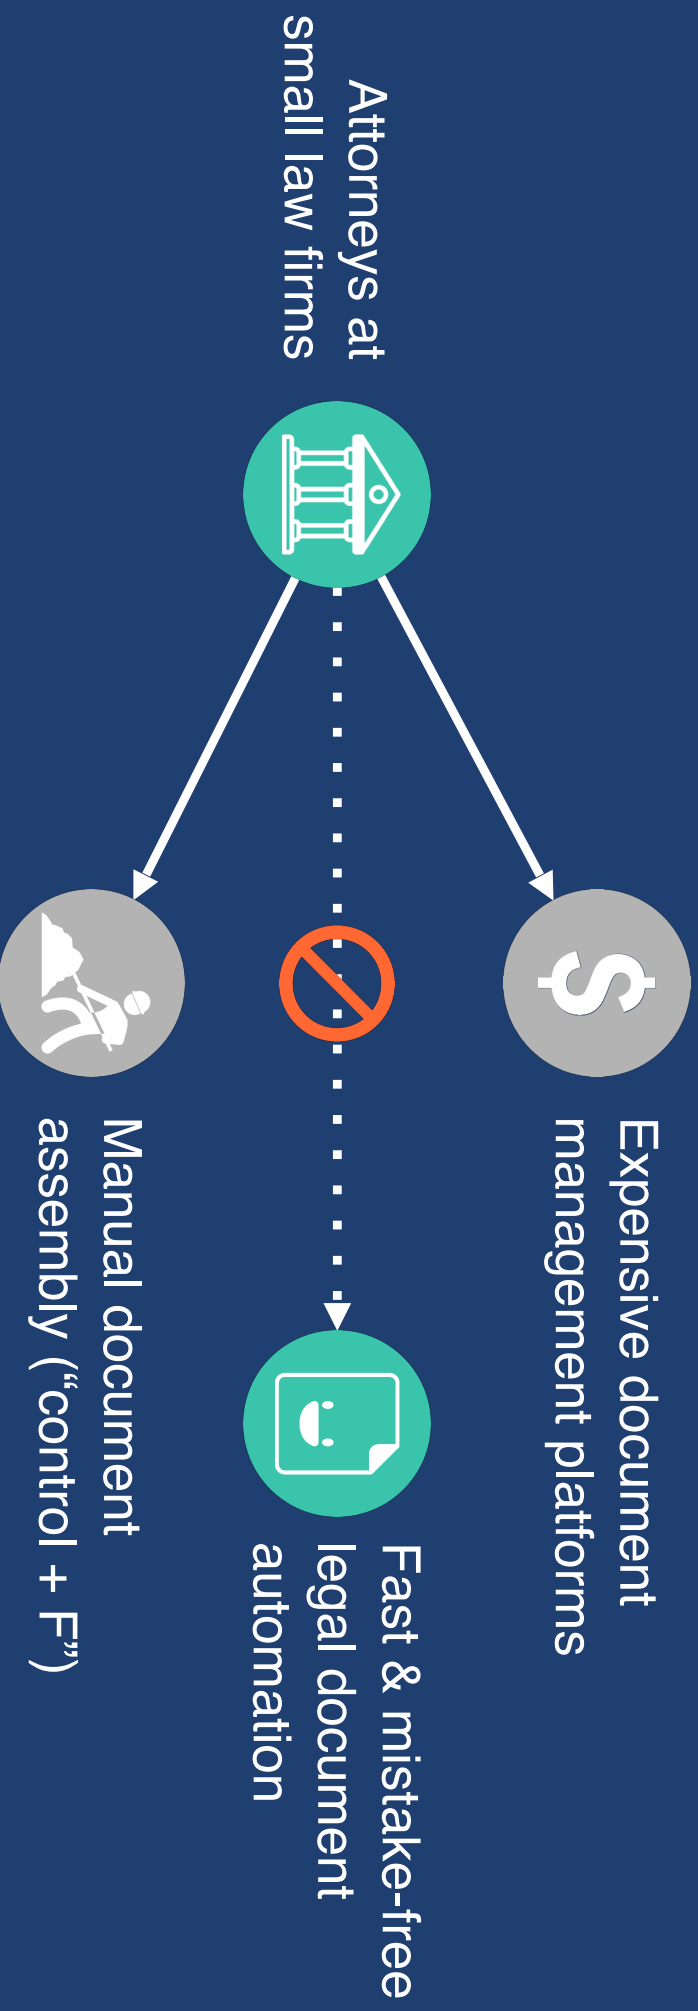 Attorneys at
small law firms
Expensive document
management platforms
Fast & mistake-free
legal document
automation
Manual document
assembly (“control + F”)